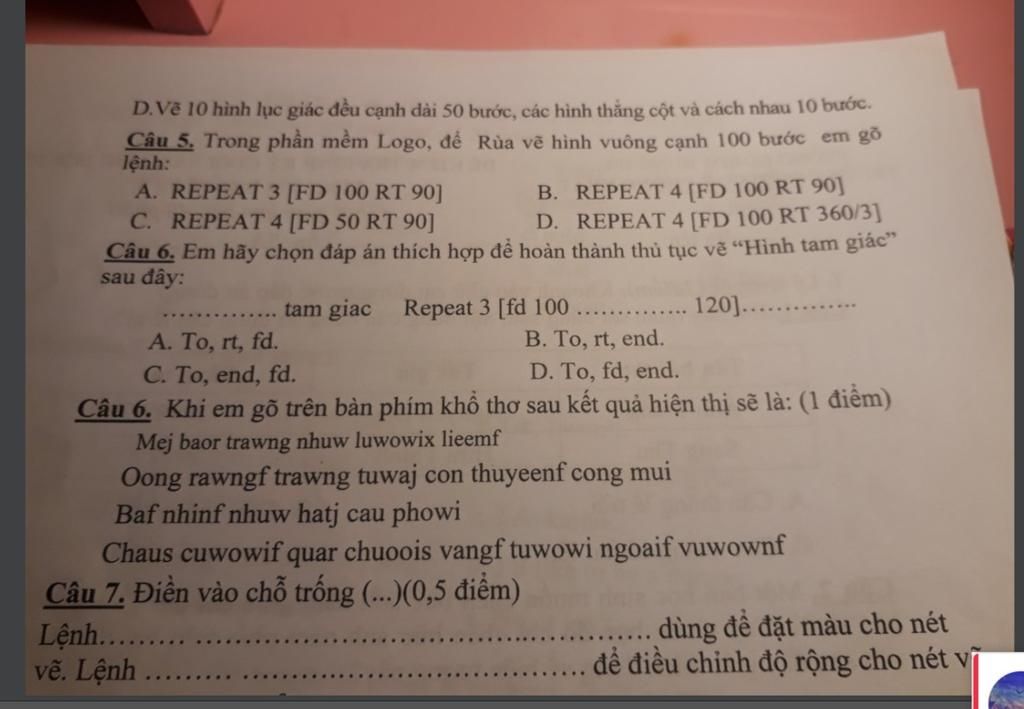 D.Vẽ 10 hình lục giác đều cạnh dài 50 bước, các hình thẳng cột và cách nhau 10 bước.
Câu 5. Trong phần mềm Logo, để Rùa vẽ hình vuông cạnh 100 bước em gõ
lệnh:
A. REPEAT 3 [FD 100 RT 90] B. REPEAT 4 [FD 100 RT 90]
C. REPEAT 4 [FD 50 RT 90] D. REPEAT 4 [FD 100 RT 360/3]
Câu 6. Em hãy chọn đáp án thích hợp để hoàn thành thủ tục vẽ “Hình tam giác”
sau đây:
.............. tam giac Repeat 3 [fd 100 .............. 120]...............
A. To, rt, fd. B. To, rt, end.
C. To, end, fd. D. To, fd, end.
Câu 6. Khi em gõ trên bàn phím khổ thơ sau kết quả hiện thị sẽ là: (1 điểm)
Mej baor trawng nhuw luwowix lieemf
Oong rawngf trawng tuwaj con thuyeenf cong mui
Baf nhinf nhuw hatj cau phowi
Chaus cuwowif quar chuoois vangf tuwowi ngoaif vuwownf
Câu 7. Điền vào chỗ trống (...)(0,5 điểm)
Lệnh......... .................................................. dùng để đặt màu cho nét
vẽ. Lệnh ......... ..................................... để điều chỉnh độ rộng cho nét